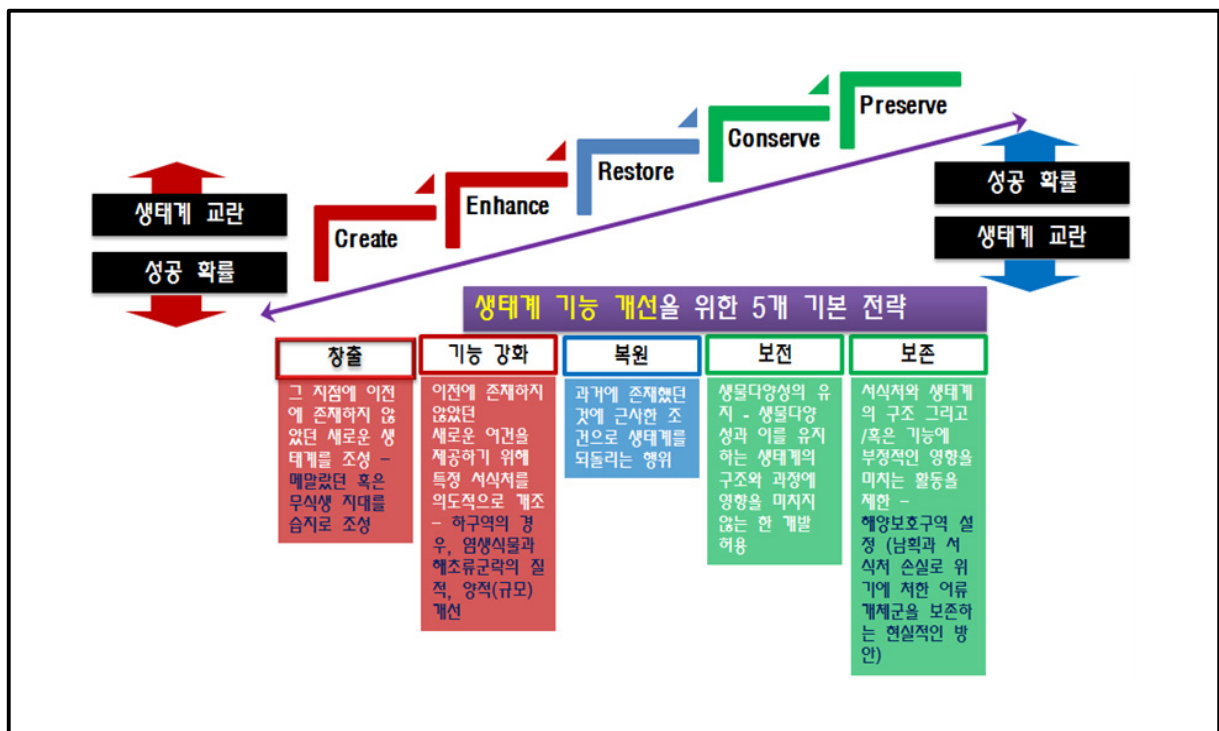 Preserve
Conserve
Restore
Enhance
Create
생태계 교란
성공 확률
성공 확률
생태계 교란
생태계 기능 개선을 위한 5개 기본 전략
창출
그 지점에 이전
에 존재하지 않
았던 새로운 생
태계를 조성 –
메말랐던 혹은
무식생 지대를
습지로 조성
기능 강화
이전에 존재하지
않았던
새로운 여건을
제공하기 위해
특정 서식처를
의도적으로 개조
– 하구역의 경
우, 염생식물과
해초류군락의 질
적, 양적(규모)
개선
복원
과거에 존재했던
것에 근사한 조
건으로 생태계를
되돌리는 행위
보전
생물다양성의 유
지 - 생물다양
성과 이를 유지
하는 생태계의
구조와 과정에
영향을 미치지
않는 한 개발
허용
보존
서식처와 생태계
의 구조 그리고
/혹은 기능에
부정적인 영향을
미치는 활동을
제한 –
해양보호구역 설
정 (남획과 서
식처 손실로 위
기에 처한 어류
개체군을 보존하
는 현실적인 방
안)